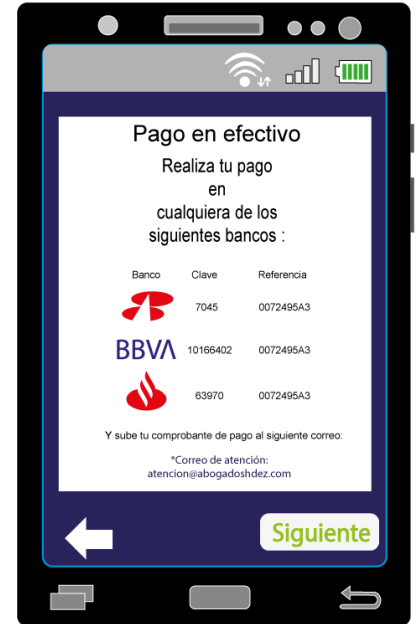 Pago en efectivo
Realiza tu pago
en
cualquiera de los
siguientes bancos :
Banco Clave Referencia
7045 0072495A3
BBVA 10166402 0072495A3
63970 0072495A3
Y sube tu comprobante de pago al siguiente correo:
*Correo de atención:
atencion@abogadoshdez.com
Siguiente